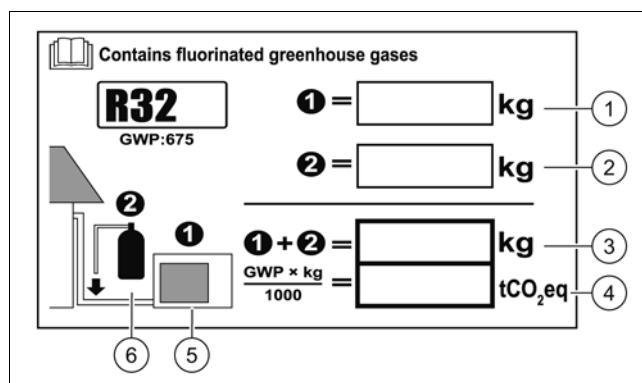 Contains fluorinated greenhouse gases
R32
GWP:675
❶ = kg
1
❷ = kg
2
❷
❶
❶+❷ = kg
3
GWP × kg
1000
= tCO₂eq
4
6
5